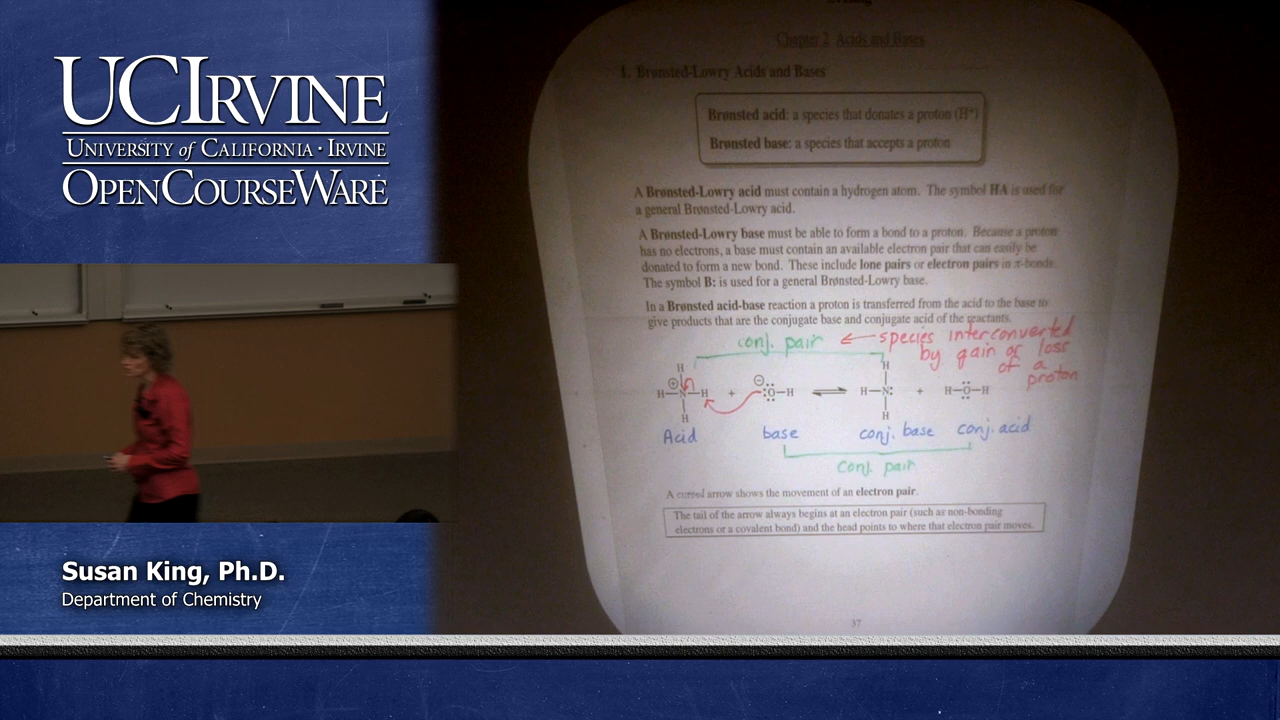 UCIRVINE
UNIVERSITY of CALIFORNIA · IRVINE
OPENCOURSEWARE
Susan King, Ph.D.
Department of Chemistry
Chapter 2 Acids and Bases
1. Brønsted-Lowry Acids and Bases
Brønsted acid: a species that donates a proton (H⁺)
Brønsted base: a species that accepts a proton
A Brønsted-Lowry acid must contain a hydrogen atom. The symbol HA is used for
a general Brønsted-Lowry acid.
A Brønsted-Lowry base must be able to form a bond to a proton. Because a proton
has no electrons, a base must contain an available electron pair that can easily be
donated to form a new bond. These include lone pairs or electron pairs in π-bonds.
The symbol B: is used for a general Brønsted-Lowry base.
In a Brønsted acid-base reaction a proton is transferred from the acid to the base to
give products that are the conjugate base and conjugate acid of the reactants.
conj. pair ← species interconverted
by gain or loss
of a
proton
H H
⊕ ⊖
H—N—H + :Ö—H ⇌ H—N: + H—Ö—H
H H
Acid base conj. base conj. acid
conj. pair
A curved arrow shows the movement of an electron pair.
The tail of the arrow always begins at an electron pair (such as non-bonding
electrons or a covalent bond) and the head points to where that electron pair moves.
37